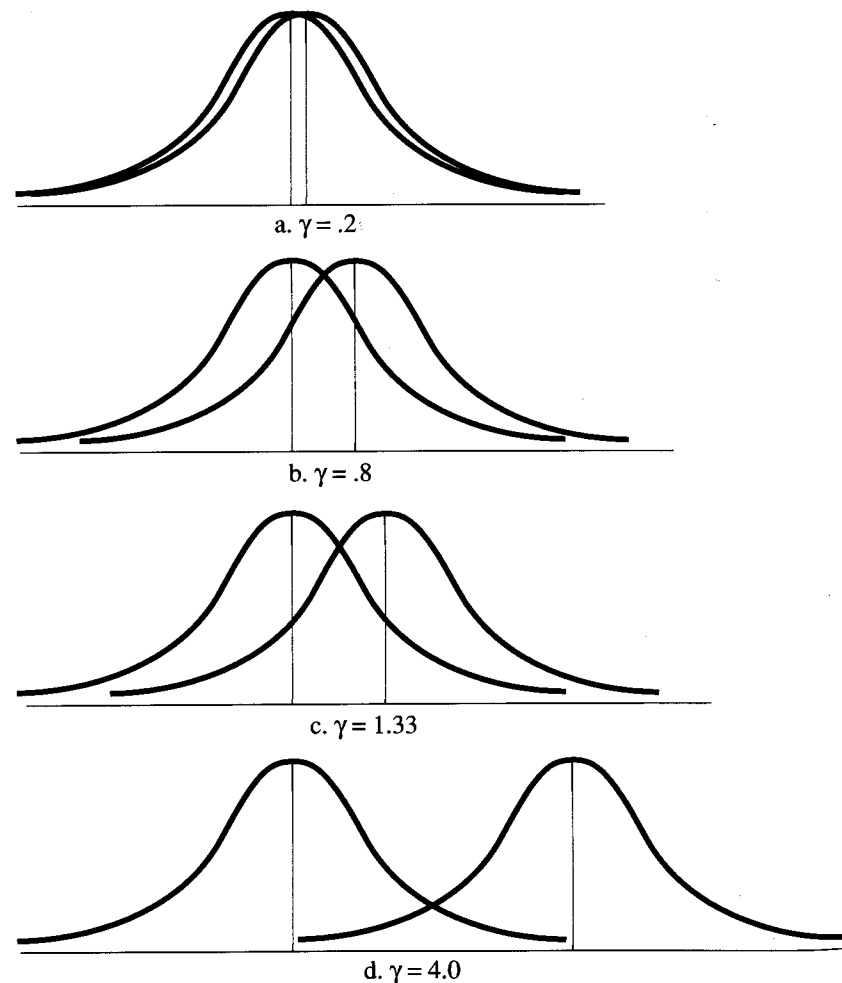 a. γ = .2
b. γ = .8
c. γ = 1.33
d. γ = 4.0